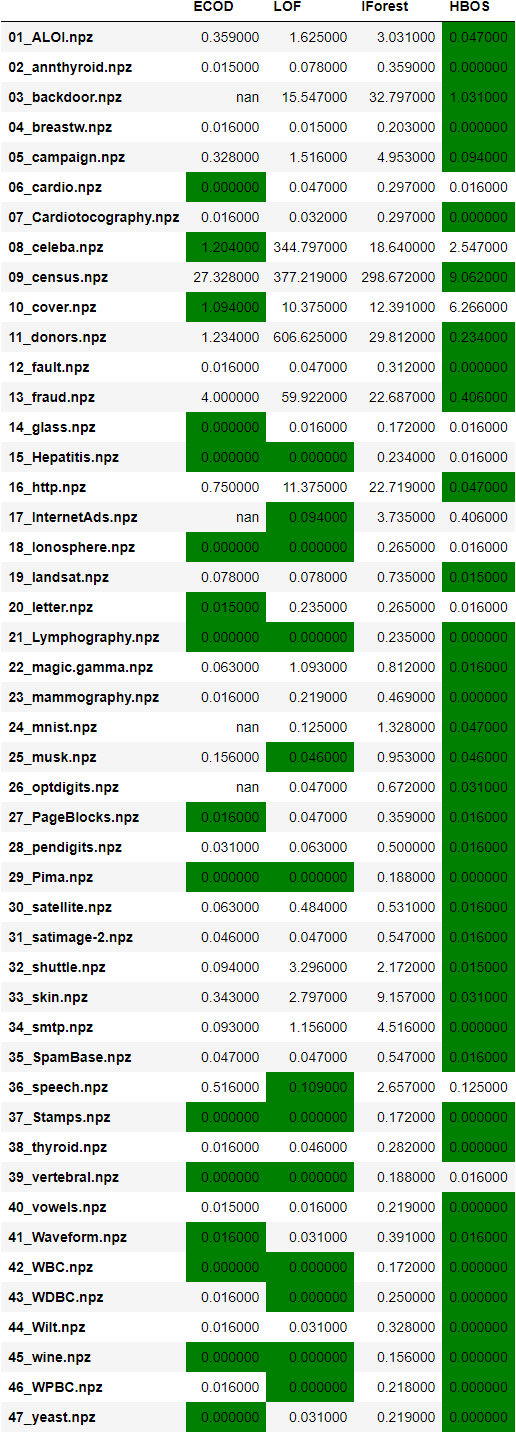 ECOD LOF IForest HBOS
01_ALOI.npz 0.359000 1.625000 3.031000 0.047000
02_annthyroid.npz 0.015000 0.078000 0.359000 0.000000
03_backdoor.npz nan 15.547000 32.797000 1.031000
04_breastw.npz 0.016000 0.015000 0.203000 0.000000
05_campaign.npz 0.328000 1.516000 4.953000 0.094000
06_cardio.npz 0.000000 0.047000 0.297000 0.016000
07_Cardiotocography.npz 0.016000 0.032000 0.297000 0.000000
08_celeba.npz 1.204000 344.797000 18.640000 2.547000
09_census.npz 27.328000 377.219000 298.672000 9.062000
10_cover.npz 1.094000 10.375000 12.391000 6.266000
11_donors.npz 1.234000 606.625000 29.812000 0.234000
12_fault.npz 0.016000 0.047000 0.312000 0.000000
13_fraud.npz 4.000000 59.922000 22.687000 0.406000
14_glass.npz 0.000000 0.016000 0.172000 0.016000
15_Hepatitis.npz 0.000000 0.000000 0.234000 0.016000
16_http.npz 0.750000 11.375000 22.719000 0.047000
17_InternetAds.npz nan 0.094000 3.735000 0.406000
18_Ionosphere.npz 0.000000 0.000000 0.265000 0.016000
19_landsat.npz 0.078000 0.078000 0.735000 0.015000
20_letter.npz 0.015000 0.235000 0.265000 0.016000
21_Lymphography.npz 0.000000 0.000000 0.235000 0.000000
22_magic.gamma.npz 0.063000 1.093000 0.812000 0.016000
23_mammography.npz 0.016000 0.219000 0.469000 0.000000
24_mnist.npz nan 0.125000 1.328000 0.047000
25_musk.npz 0.156000 0.046000 0.953000 0.046000
26_optdigits.npz nan 0.047000 0.672000 0.031000
27_PageBlocks.npz 0.016000 0.047000 0.359000 0.016000
28_pendigits.npz 0.031000 0.063000 0.500000 0.016000
29_Pima.npz 0.000000 0.000000 0.188000 0.000000
30_satellite.npz 0.063000 0.484000 0.531000 0.016000
31_satimage-2.npz 0.046000 0.047000 0.547000 0.016000
32_shuttle.npz 0.094000 3.296000 2.172000 0.015000
33_skin.npz 0.343000 2.797000 9.157000 0.031000
34_smtp.npz 0.093000 1.156000 4.516000 0.000000
35_SpamBase.npz 0.047000 0.047000 0.547000 0.016000
36_speech.npz 0.516000 0.109000 2.657000 0.125000
37_Stamps.npz 0.000000 0.000000 0.172000 0.000000
38_thyroid.npz 0.016000 0.046000 0.282000 0.000000
39_vertebral.npz 0.000000 0.000000 0.188000 0.016000
40_vowels.npz 0.015000 0.016000 0.219000 0.000000
41_Waveform.npz 0.016000 0.031000 0.391000 0.016000
42_WBC.npz 0.000000 0.000000 0.172000 0.000000
43_WDBC.npz 0.016000 0.000000 0.250000 0.000000
44_Wilt.npz 0.016000 0.031000 0.328000 0.000000
45_wine.npz 0.000000 0.000000 0.156000 0.000000
46_WPBC.npz 0.016000 0.000000 0.218000 0.000000
47_yeast.npz 0.000000 0.031000 0.219000 0.000000